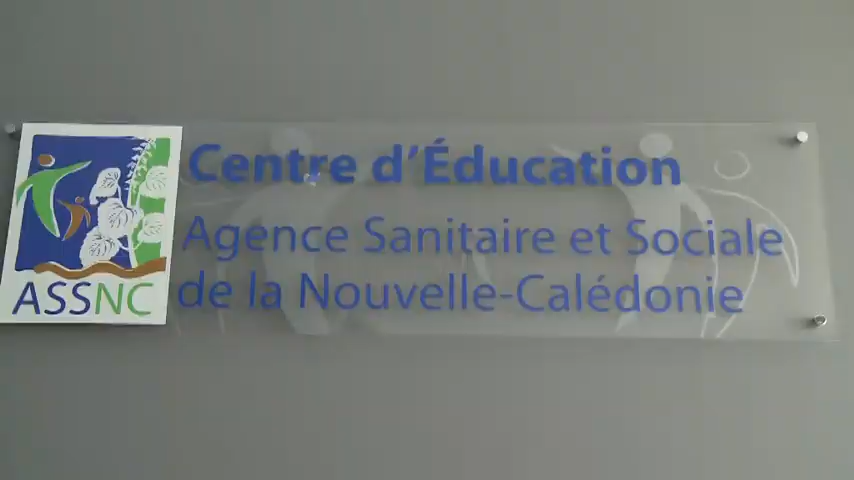 Centre d'Éducation
Agence Sanitaire et Sociale
de la Nouvelle-Calédonie
ASSNC